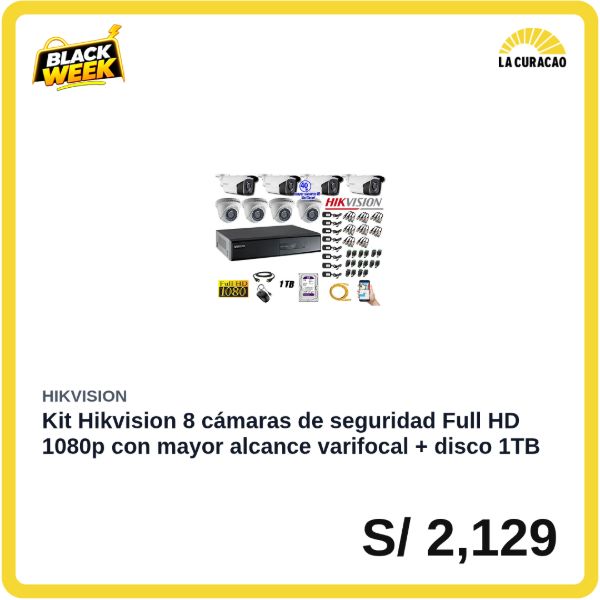 BLACK
WEEK
LA CURACAO
HIKVISION
Full HD
1080
1 TB
HIKVISION
Kit Hikvision 8 cámaras de seguridad Full HD
1080p con mayor alcance varifocal + disco 1TB
S/ 2,129